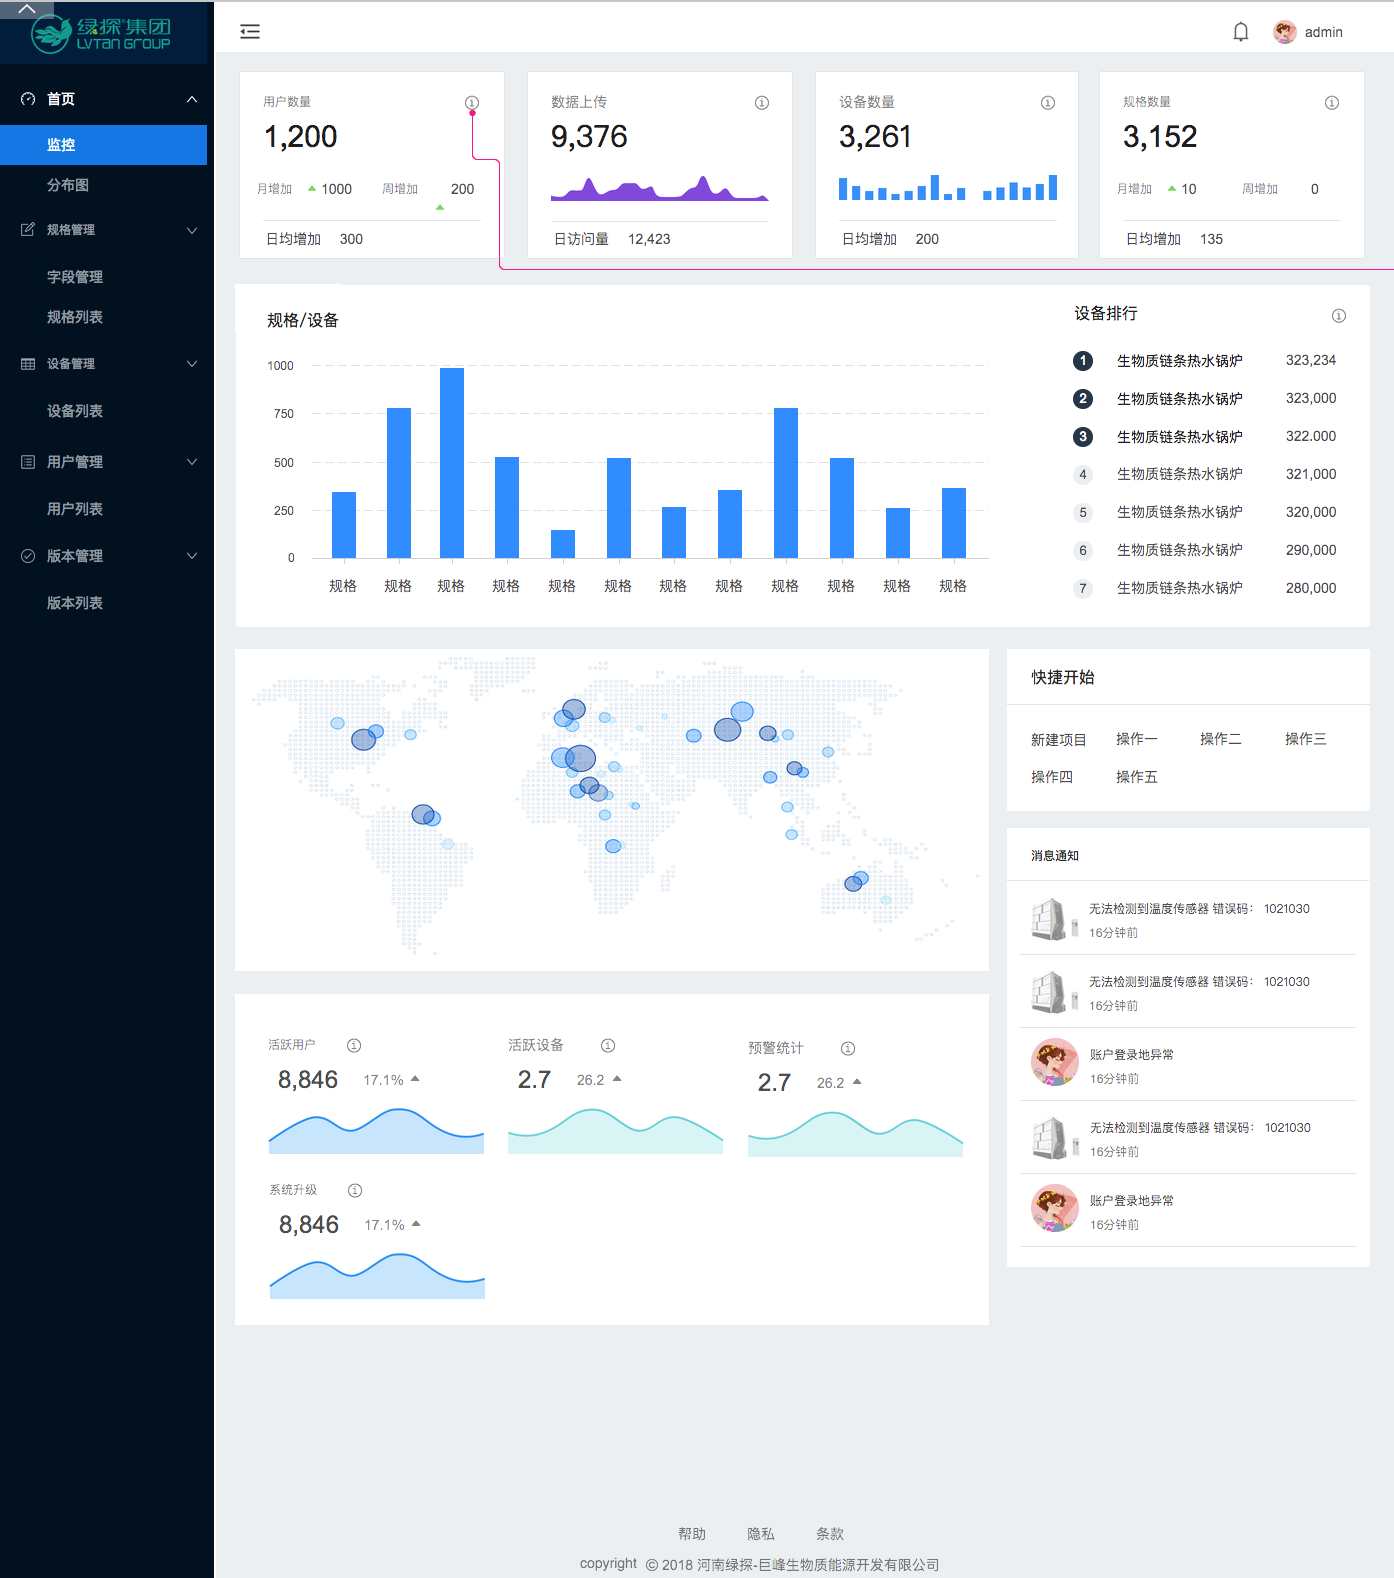 绿探集团
LVTAN GROUP
admin
首页
监控
分布图
规格管理
字段管理
规格列表
设备管理
设备列表
用户管理
用户列表
版本管理
版本列表
用户数量
1,200
月增加 1000 周增加 200
日均增加 300
数据上传
9,376
日访问量 12,423
设备数量
3,261
日均增加 200
规格数量
3,152
月增加 10 周增加 0
日均增加 135
规格/设备
1000
750
500
250
0
规格 规格 规格 规格 规格 规格 规格 规格 规格 规格 规格 规格
设备排行
1 生物质链条热水锅炉 323,234
2 生物质链条热水锅炉 323,000
3 生物质链条热水锅炉 322.000
4 生物质链条热水锅炉 321,000
5 生物质链条热水锅炉 320,000
6 生物质链条热水锅炉 290,000
7 生物质链条热水锅炉 280,000
快捷开始
新建项目 操作一 操作二 操作三
操作四 操作五
消息通知
无法检测到温度传感器 错误码： 1021030
16分钟前
无法检测到温度传感器 错误码： 1021030
16分钟前
账户登录地异常
16分钟前
无法检测到温度传感器 错误码： 1021030
16分钟前
账户登录地异常
16分钟前
活跃用户
8,846 17.1%
活跃设备
2.7 26.2
预警统计
2.7 26.2
系统升级
8,846 17.1%
帮助 隐私 条款
copyright © 2018 河南绿探-巨峰生物质能源开发有限公司